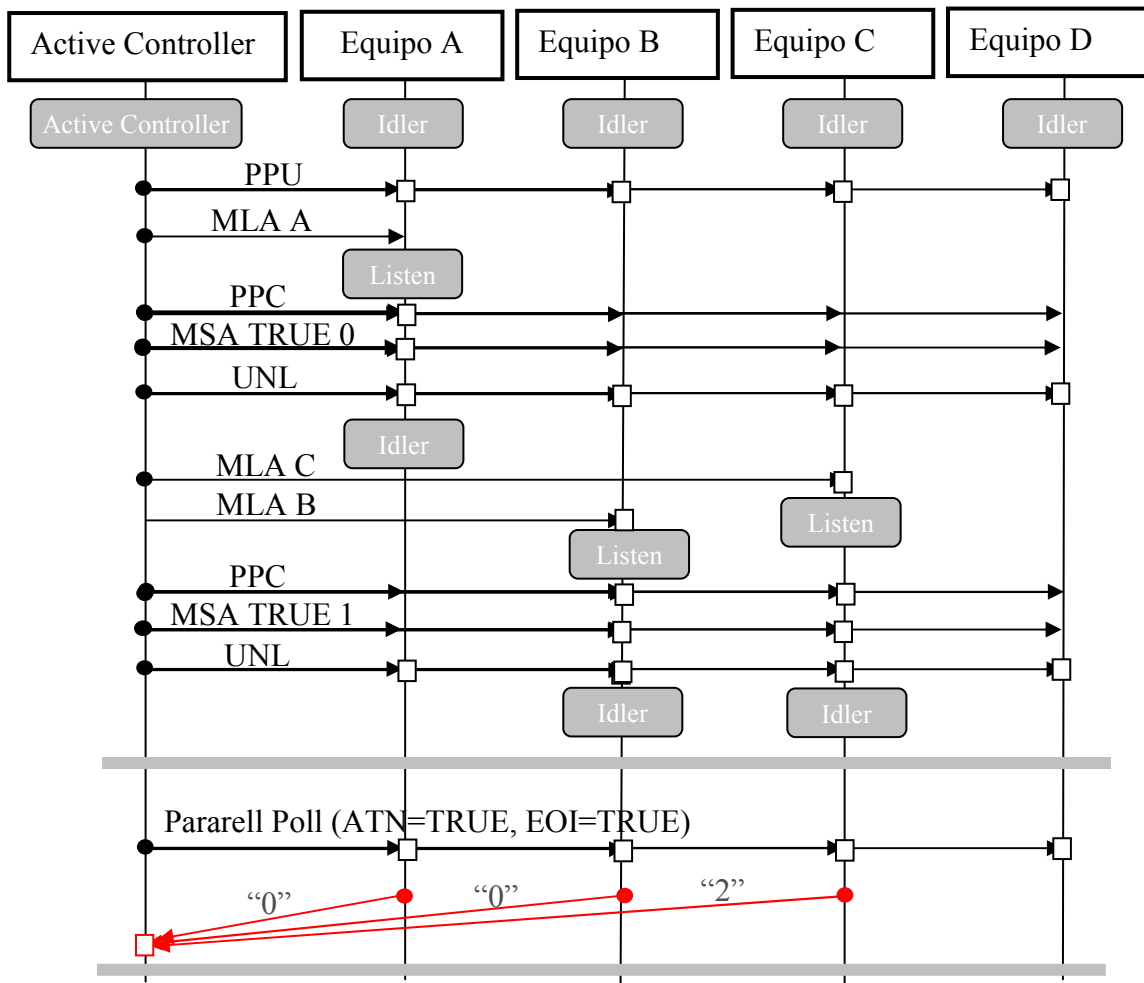 Active Controller
Equipo A
Equipo B
Equipo C
Equipo D
Active Controller
Idler
Idler
Idler
Idler
PPU
MLA A
Listen
PPC
MSA TRUE 0
UNL
Idler
MLA C
MLA B
Listen
Listen
PPC
MSA TRUE 1
UNL
Idler
Idler
Pararell Poll (ATN=TRUE, EOI=TRUE)
“0”
“0”
“2”